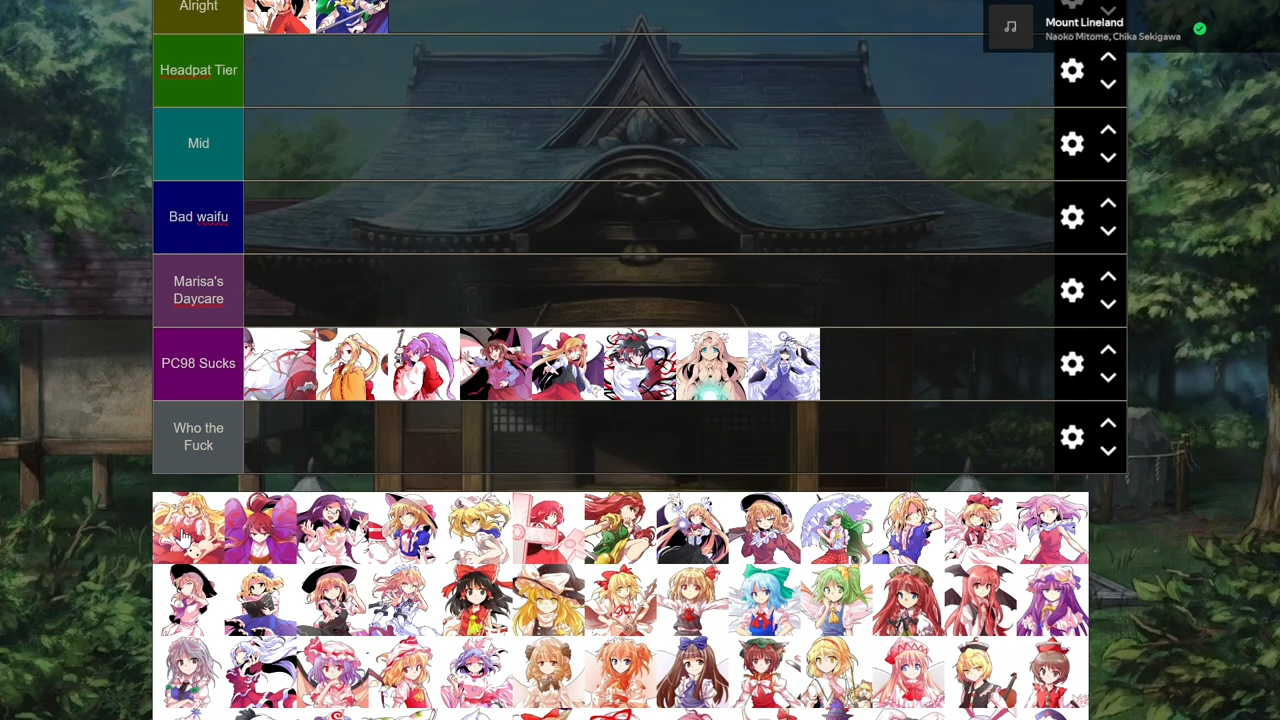 Alright
Mount Lineland
Naoko Mitome, Chika Sekigawa
Headpat Tier
Mid
Bad waifu
Marisa's
Daycare
PC98 Sucks
Who the
Fuck